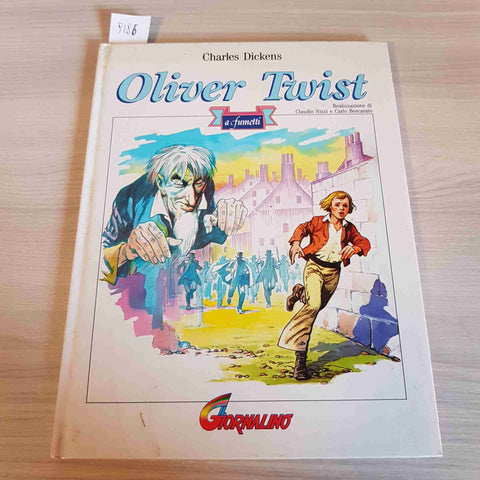 9186
Charles Dickens
Oliver Twist
Realizzazione di
Claudio Nizzi e Carlo Boscarato
a fumetti
GIORNALINO